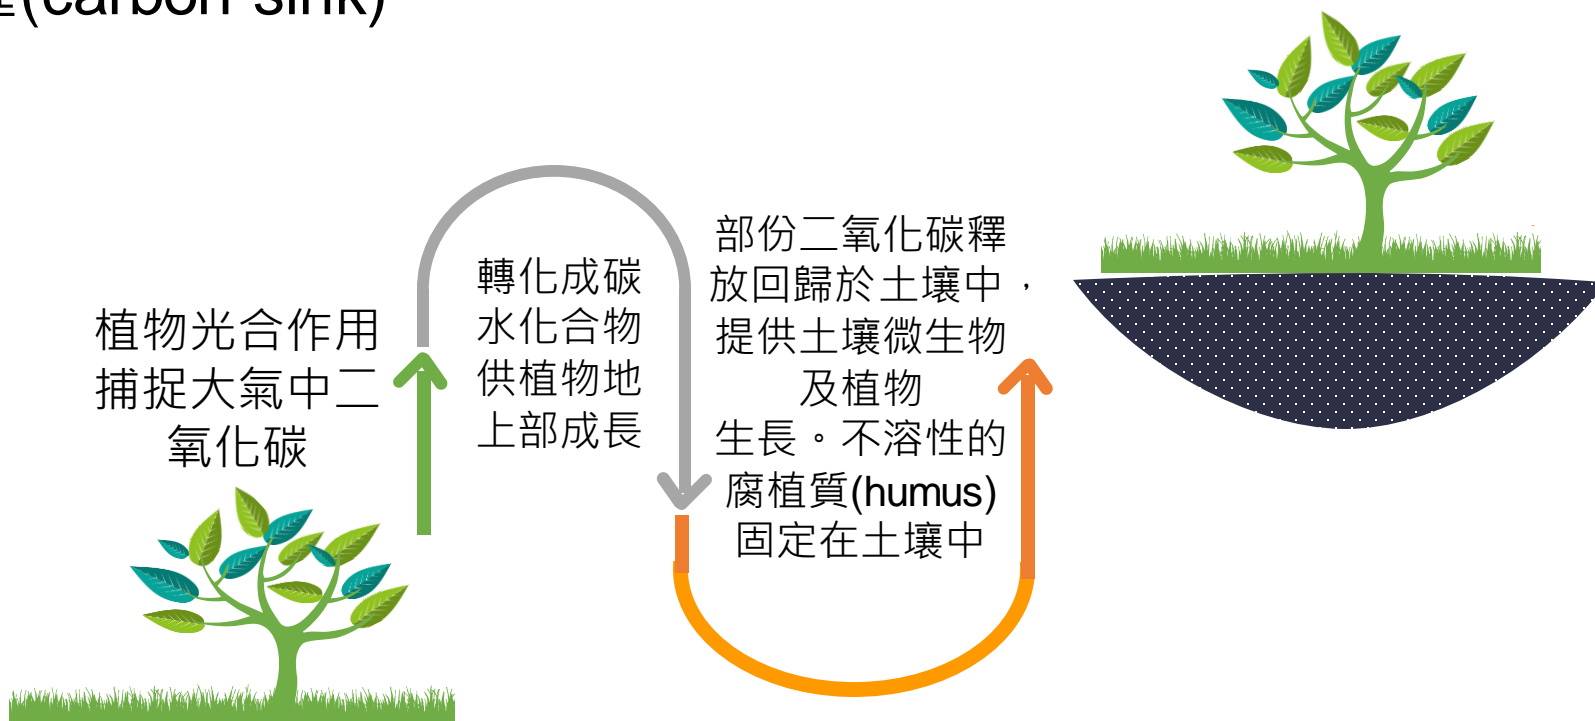 (carbon sink)
植物光合作用
捕捉大氣中二
氧化碳
轉化成碳
水化合物
供植物地
上部成長
部份二氧化碳釋
放回歸於土壤中，
提供土壤微生物
及植物
生長。不溶性的
腐植質(humus)
固定在土壤中